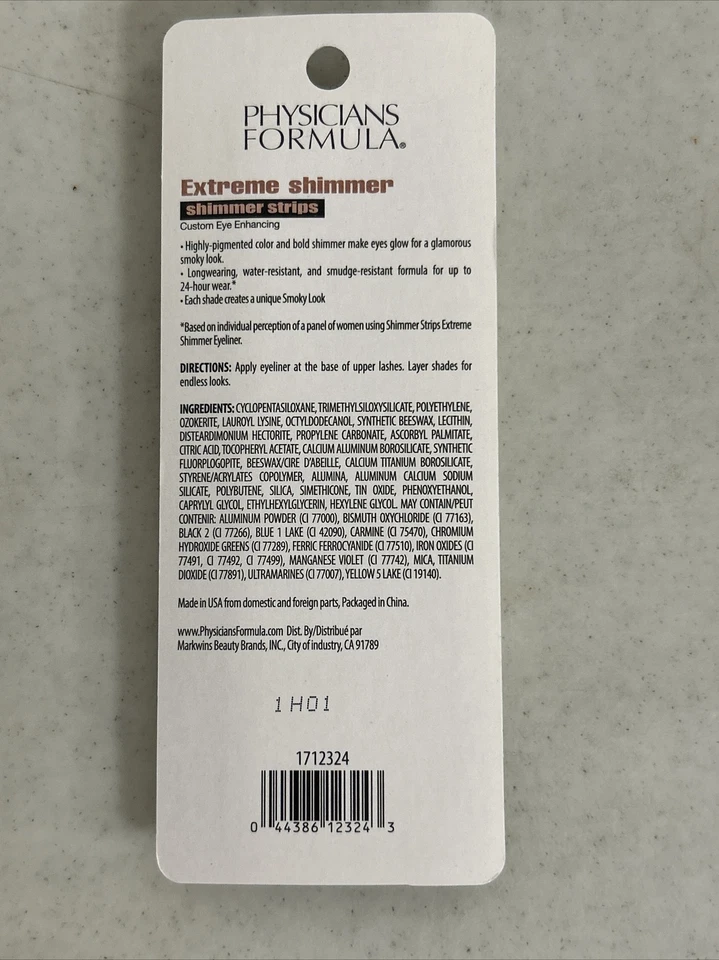 PHYSICIANS
FORMULA®
Extreme shimmer
shimmer strips
Custom Eye Enhancing
• Highly-pigmented color and bold shimmer make eyes glow for a glamorous
smoky look.
• Longwearing, water-resistant, and smudge-resistant formula for up to
24-hour wear.*
• Each shade creates a unique Smoky Look
*Based on individual perception of a panel of women using Shimmer Strips Extreme
Shimmer Eyeliner.
DIRECTIONS: Apply eyeliner at the base of upper lashes. Layer shades for
endless looks.
INGREDIENTS: CYCLOPENTASILOXANE, TRIMETHYLSILOXYSILICATE, POLYETHYLENE,
OZOKERITE, LAUROYL LYSINE, OCTYLDODECANOL, SYNTHETIC BEESWAX, LECITHIN,
DISTEARDIMONIUM HECTORITE, PROPYLENE CARBONATE, ASCORBYL PALMITATE,
CITRIC ACID, TOCOPHERYL ACETATE, CALCIUM ALUMINUM BOROSILICATE, SYNTHETIC
FLUORPLOGOPITE, BEESWAX/CIRE D'ABEILLE, CALCIUM TITANIUM BOROSILICATE,
STYRENE/ACRYLATES COPOLYMER, ALUMINA, ALUMINUM CALCIUM SODIUM
SILICATE, POLYBUTENE, SILICA, SIMETHICONE, TIN OXIDE, PHENOXYETHANOL,
CAPRYLYL GLYCOL, ETHYLHEXYLGLYCERIN, HEXYLENE GLYCOL. MAY CONTAIN/PEUT
CONTENIR: ALUMINUM POWDER (CI 77000), BISMUTH OXYCHLORIDE (CI 77163),
BLACK 2 (CI 77266), BLUE 1 LAKE (CI 42090), CARMINE (CI 75470), CHROMIUM
HYDROXIDE GREENS (CI 77289), FERRIC FERROCYANIDE (CI 77510), IRON OXIDES (CI
77491, CI 77492, CI 77499), MANGANESE VIOLET (CI 77742), MICA, TITANIUM
DIOXIDE (CI 77891), ULTRAMARINES (CI 77007), YELLOW 5 LAKE (CI 19140).
Made in USA from domestic and foreign parts, Packaged in China.
www.PhysiciansFormula.com Dist. By/Distribué par
Markwins Beauty Brands, INC., City of industry, CA 91789
1H01
1712324
0 44386 12324 3